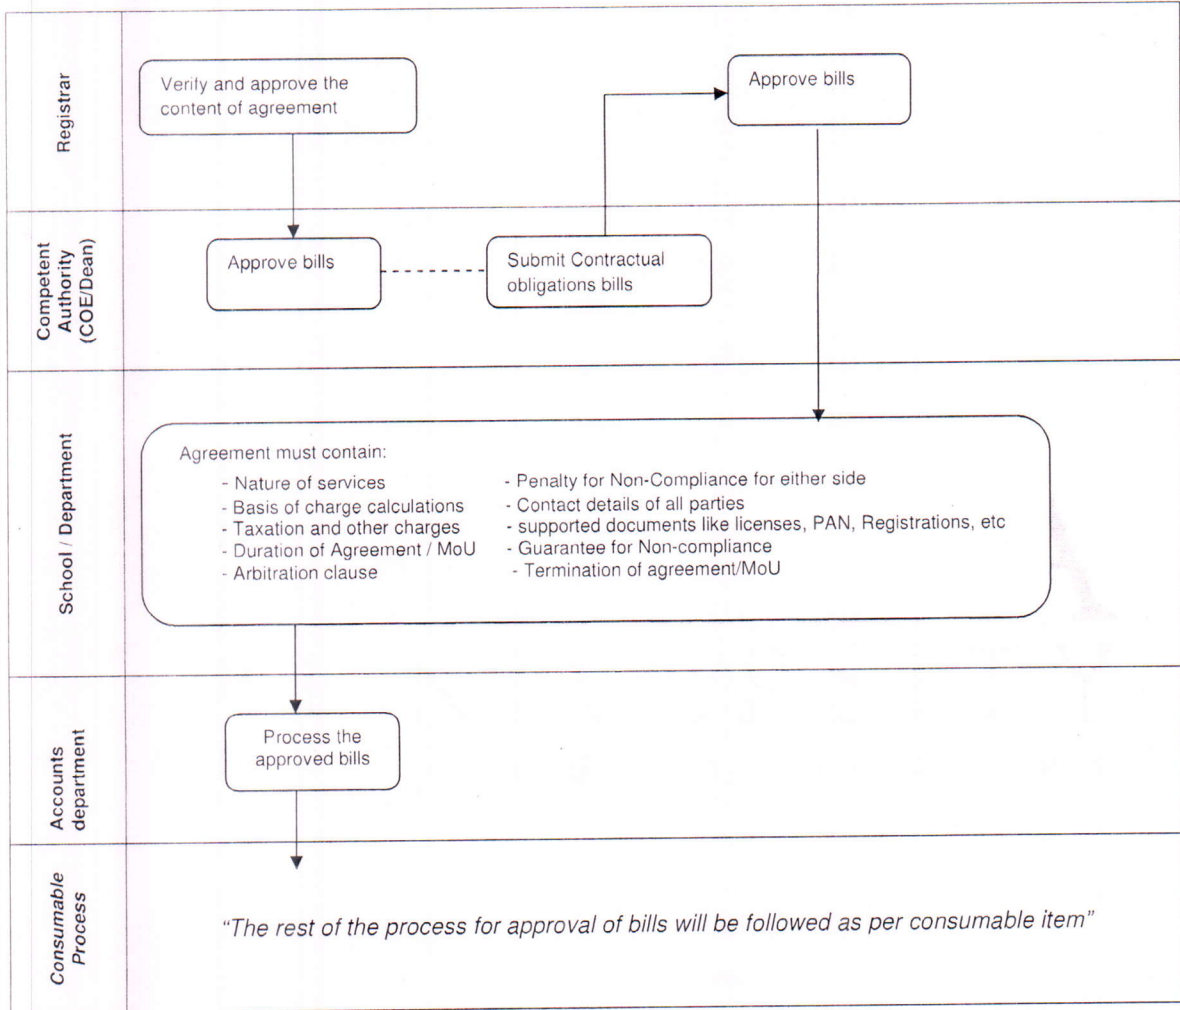 Registrar
Verify and approve the
content of agreement
Approve bills
Competent
Authority
(COE/Dean)
Approve bills
Submit Contractual
obligations bills
School / Department
Agreement must contain:
- Nature of services
- Basis of charge calculations
- Taxation and other charges
- Duration of Agreement / MoU
- Arbitration clause
- Penalty for Non-Compliance for either side
- Contact details of all parties
- supported documents like licenses, PAN, Registrations, etc
- Guarantee for Non-compliance
- Termination of agreement/MoU
Accounts
department
Process the
approved bills
Consumable
Process
“The rest of the process for approval of bills will be followed as per consumable item”